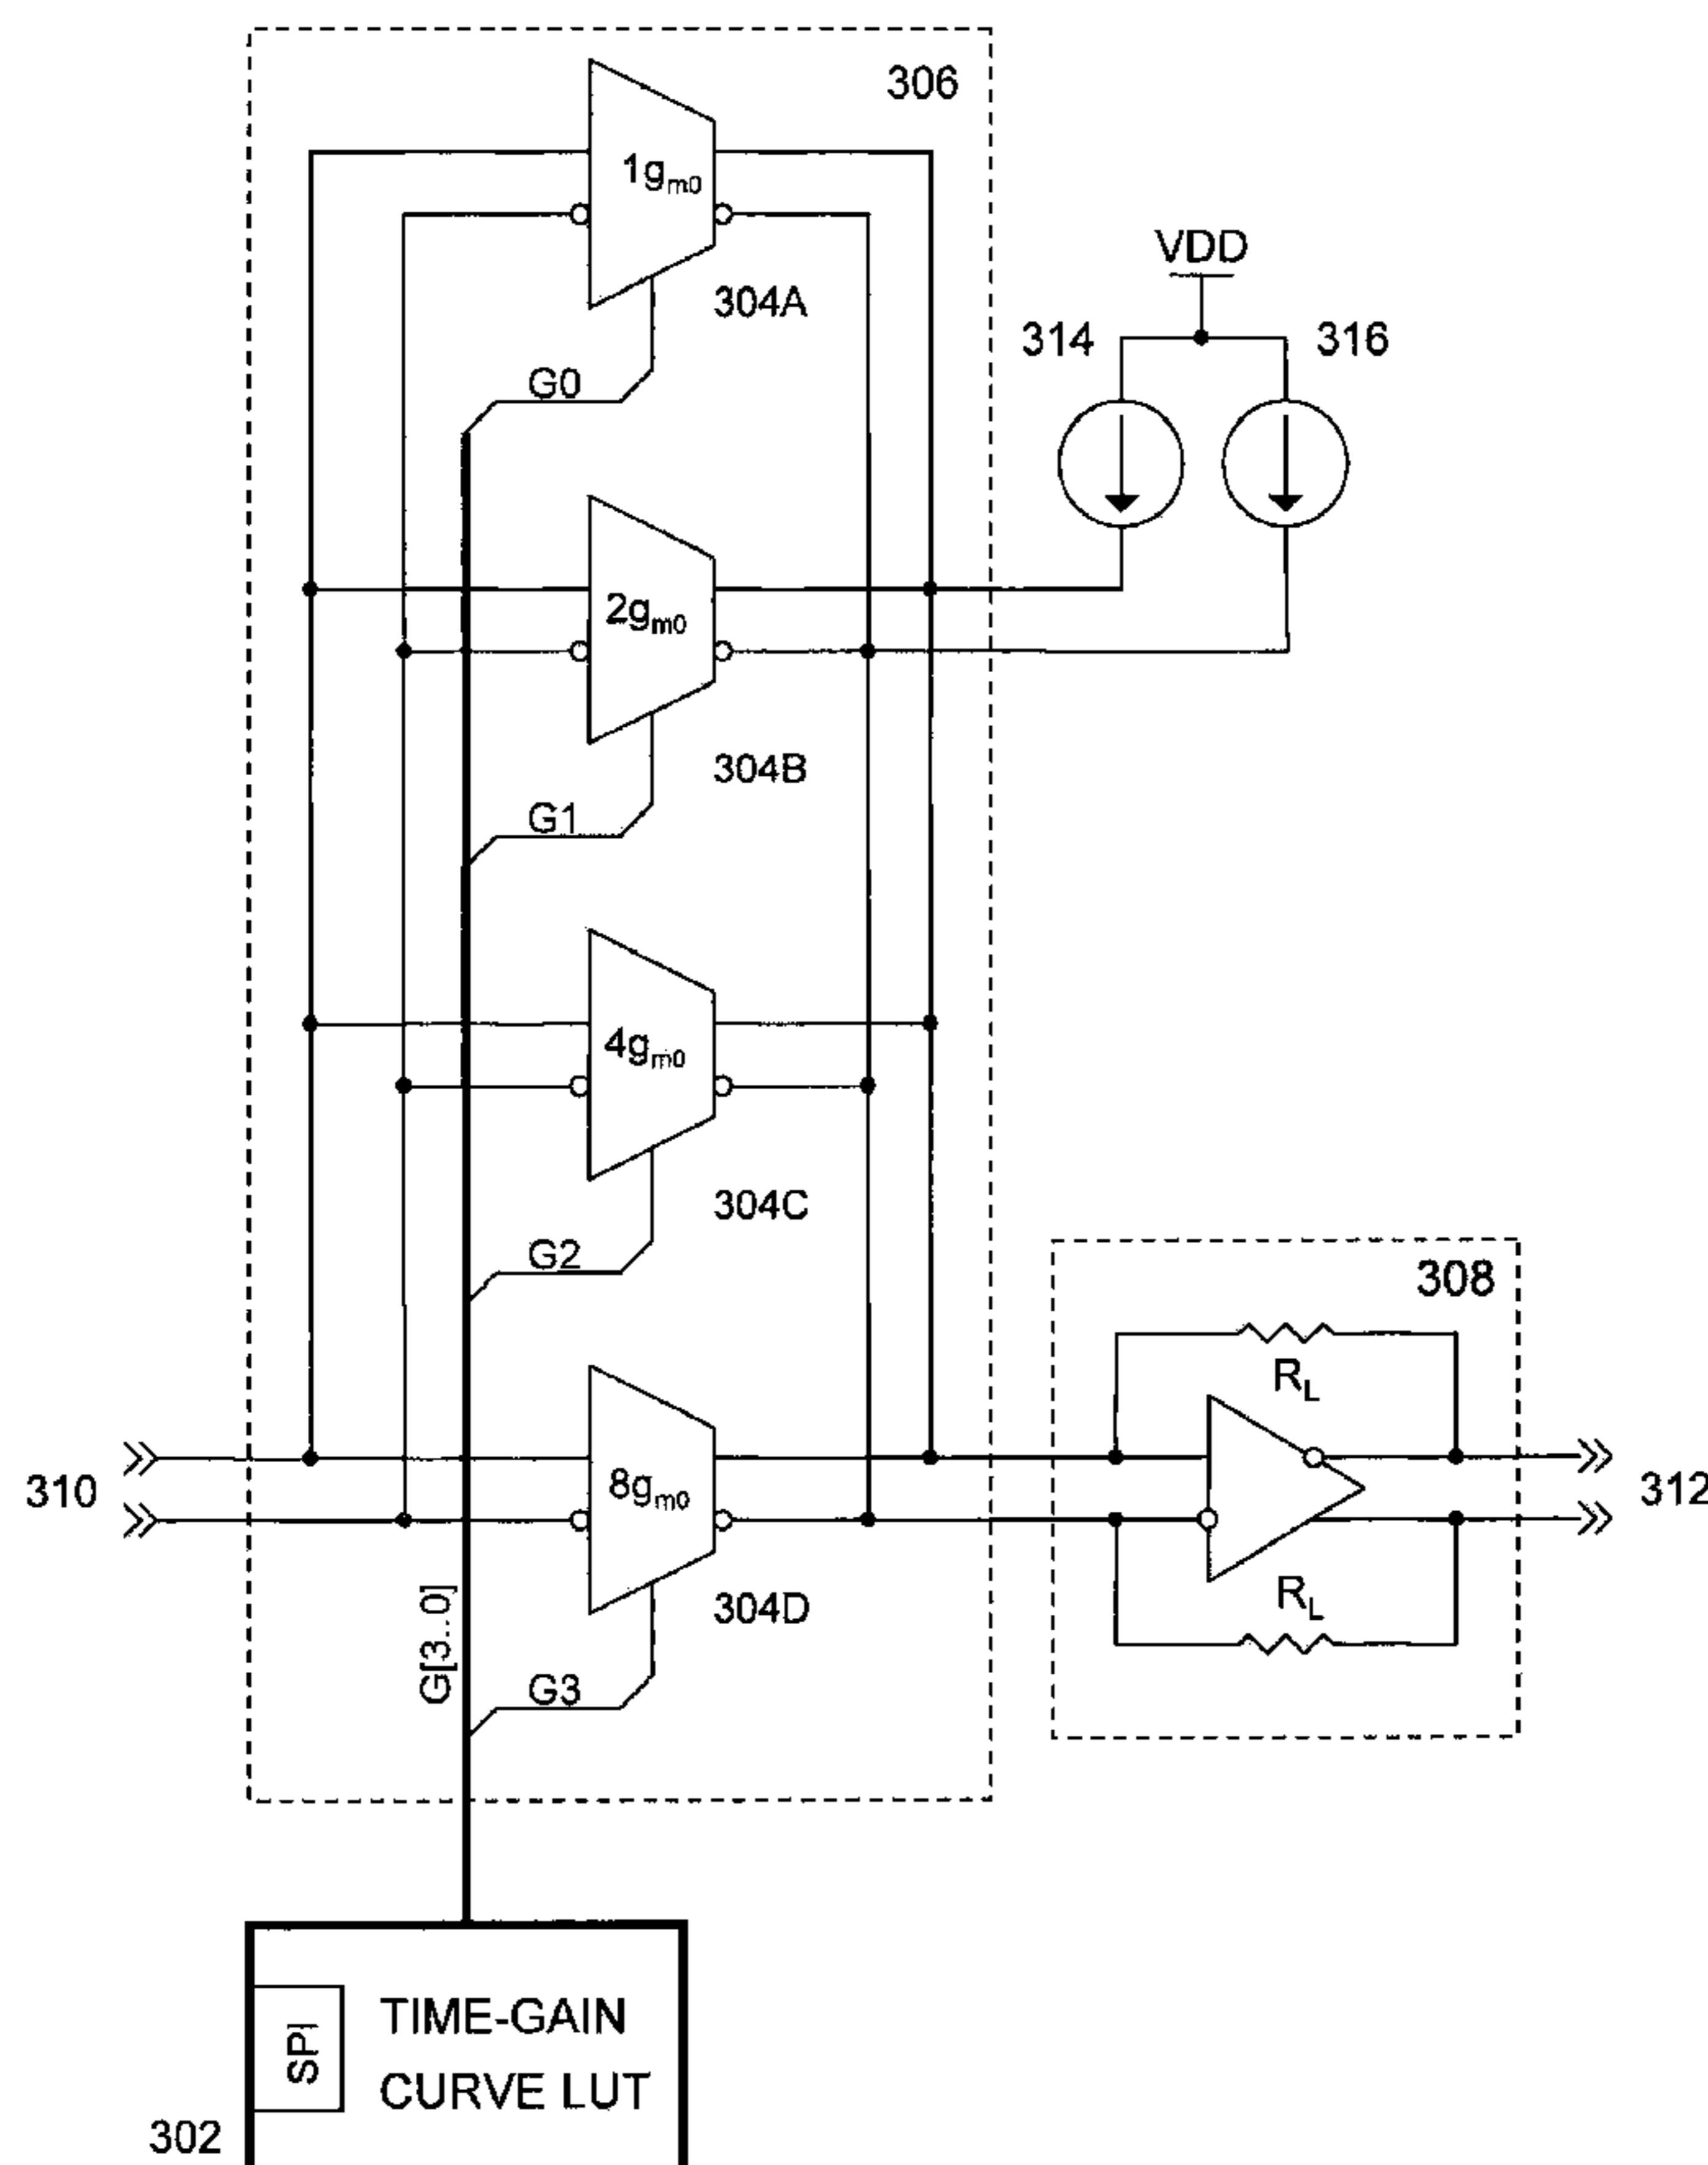 306
1gm0
304A
VDD
314
316
G0
2gm0
304B
G1
4gm0
304C
G2
308
RL
310
8gm0
312
RL
G[3..0]
304D
G3
SPI
TIME-GAIN
CURVE LUT
302